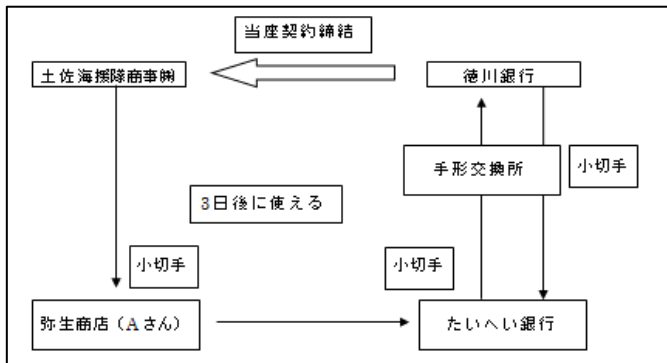 当座契約締結
土佐海援隊商事㈱
徳川銀行
手形交換所
小切手
3日後に使える
小切手
小切手
弥生商店（Aさん）
たいへい銀行